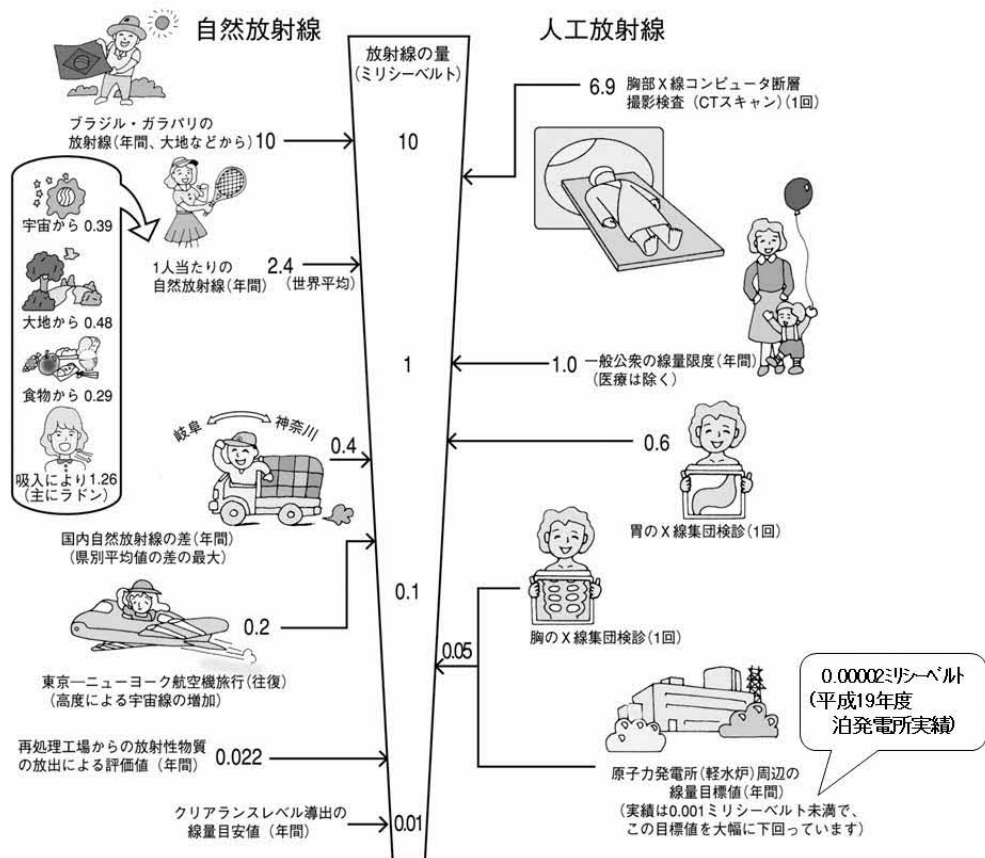 自然放射線
人工放射線
放射線の量
(ミリシーベルト)
ブラジル・ガラパリの
放射線(年間、大地などから)10
10
6.9 胸部X線コンピュータ断層
撮影検査(CTスキャン)(1回)
宇宙から 0.39
大地から 0.48
食物から 0.29
吸入により1.26
(主にラドン)
1人当たりの
自然放射線(年間)
2.4
(世界平均)
1
1.0 一般公衆の線量限度(年間)
(医療は除く)
岐阜
神奈川
0.4
国内自然放射線の差(年間)
(県別平均値の差の最大)
0.6
胃のX線集団検診(1回)
0.1
0.2
東京―ニューヨーク航空機旅行(往復)
(高度による宇宙線の増加)
胸のX線集団検診(1回)
0.05
再処理工場からの放射性物質
の放出による評価値(年間)
0.022
原子力発電所(軽水炉)周辺の
線量目標値(年間)
(実績は0.001ミリシーベルト未満で、
この目標値を大幅に下回っています)
0.00002ミリシーベルト
(平成19年度
泊発電所実績)
クリアランスレベル導出の
線量目安値(年間)
0.01